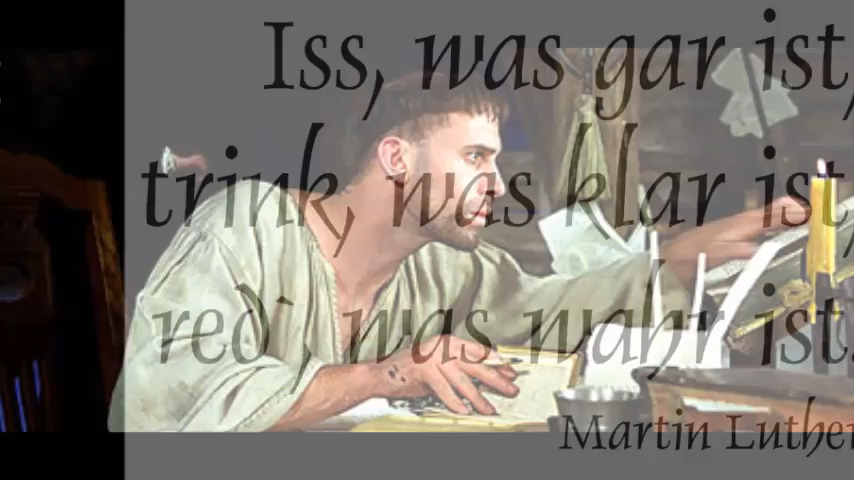 Iss, was gar ist,
trink, was klar ist,
red`, was wahr ist.
Martin Luther